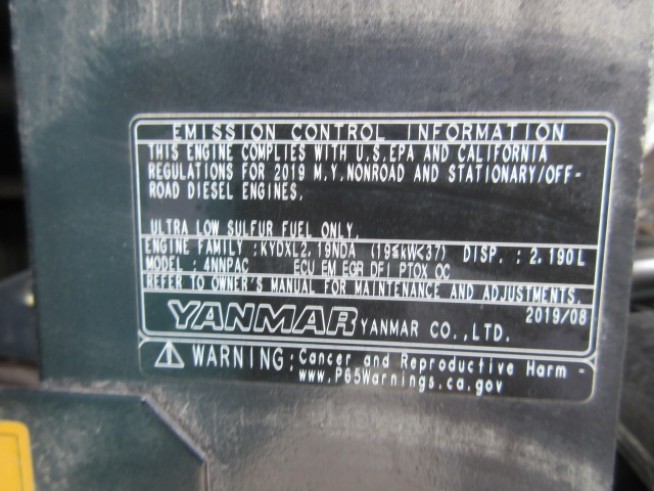 EMISSION CONTROL INFORMATION
THIS ENGINE COMPLIES WITH U.S.EPA AND CALIFORNIA
REGULATIONS FOR 2019 M.Y.NONROAD AND STATIONARY/OFF-
ROAD DIESEL ENGINES.
ULTRA LOW SULFUR FUEL ONLY.
ENGINE FAMILY : KYDXL2.19NDA (19≤kW<37) DISP. : 2.190L
MODEL : 4NNPAC ECU EM EGR DFI PTOX OC
REFER TO OWNER'S MANUAL FOR MAINTENANCE AND ADJUSTMENTS.
2019/08
YANMAR YANMAR CO.,LTD.
WARNING: Cancer and Reproductive Harm -
www.P65Warnings.ca.gov